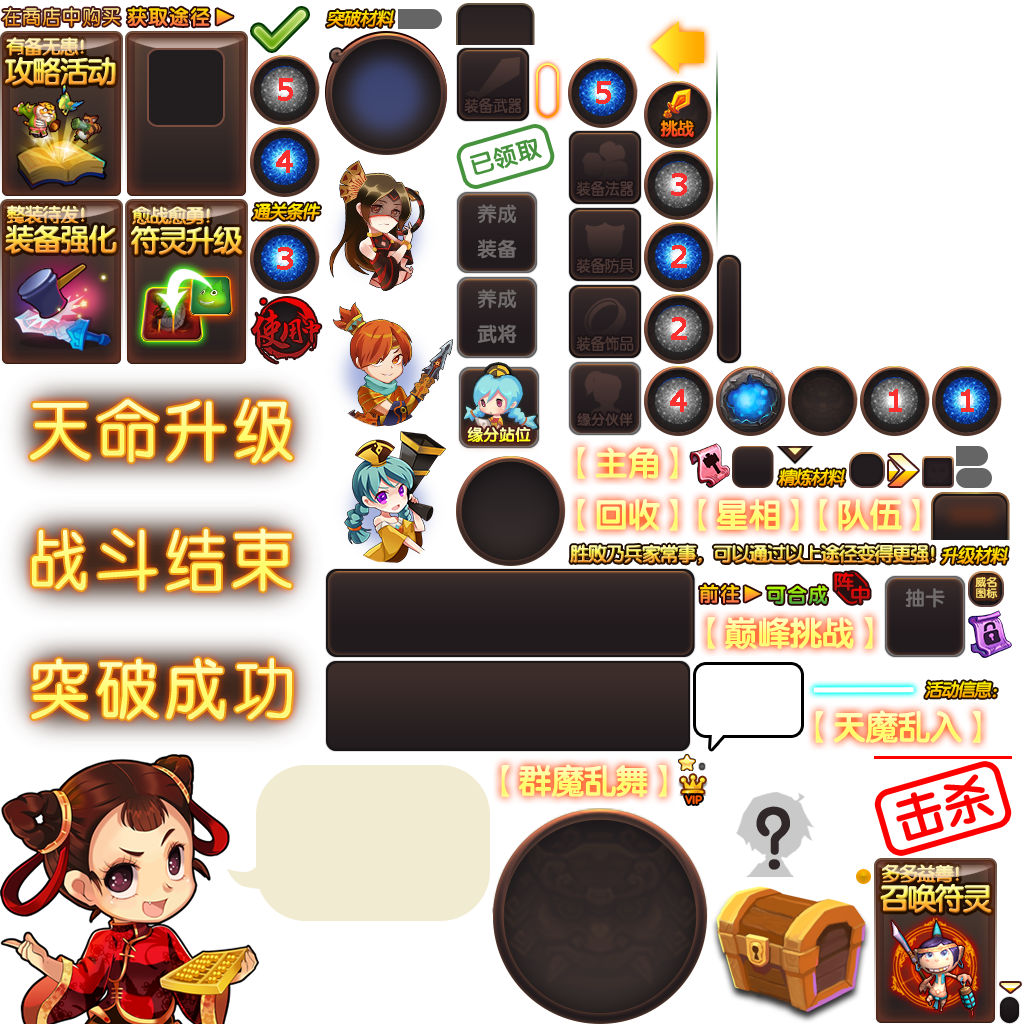 在商店中购买
获取途径
突破材料
有备无患!
攻略活动
5
装备武器
5
挑战
已领取
4
装备法器
3
整装待发!
装备强化
愈战愈勇!
符灵升级
通关条件
养成
装备
3
装备防具
2
使用中
养成
武将
装备饰品
2
缘分站位
缘分伙伴
4
1
1
天命升级
【主角】
精炼材料
【回收】
【星相】
【队伍】
战斗结束
胜败乃兵家常事，可以通过以上途径变得更强!
升级材料
前往
可合成
阵中
抽卡
威名
图标
【巅峰挑战】
突破成功
活动信息:
【天魔乱入】
【群魔乱舞】
VIP
?
击杀
多多益善!
召唤符灵